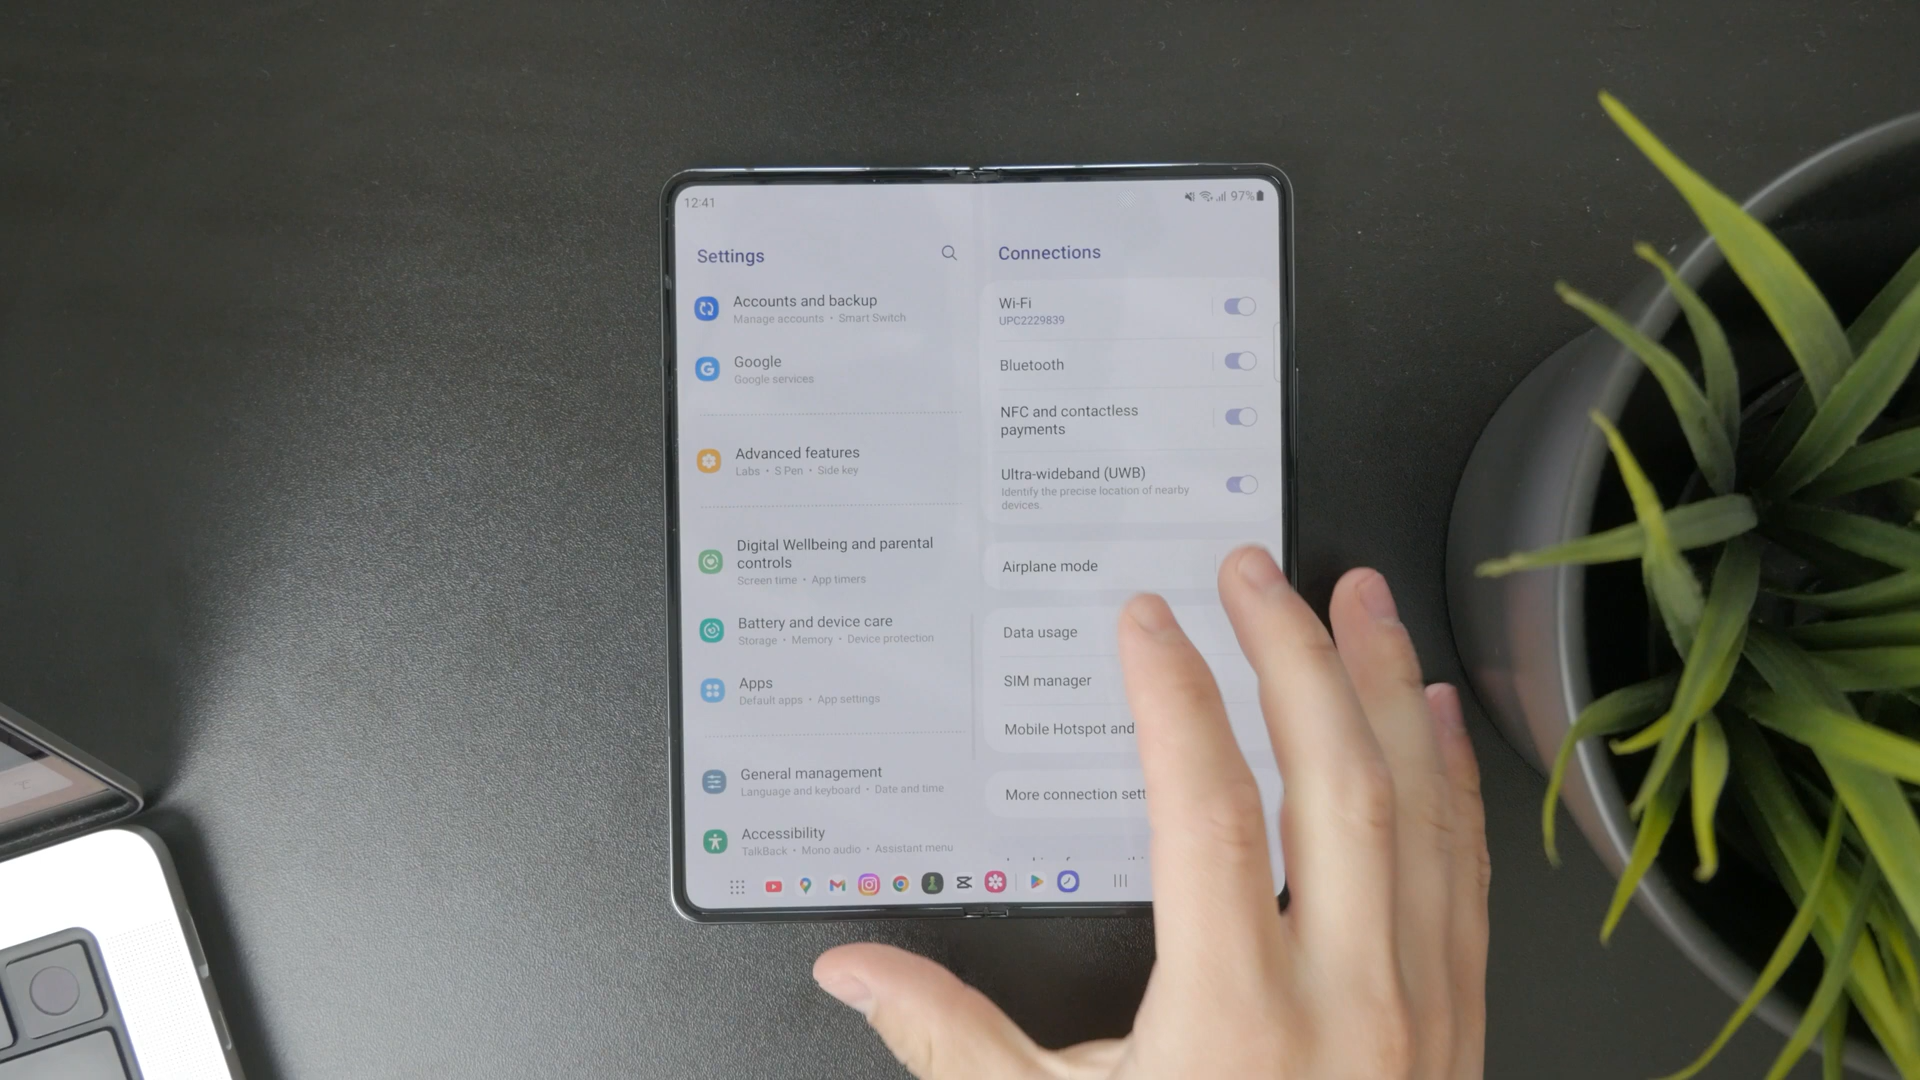 12:41
97%
Settings
Accounts and backup
Manage accounts • Smart Switch
Google
Google services
Advanced features
Labs • S Pen • Side key
Digital Wellbeing and parental
controls
Screen time • App timers
Battery and device care
Storage • Memory • Device protection
Apps
Default apps • App settings
General management
Language and keyboard • Date and time
Accessibility
TalkBack • Mono audio • Assistant menu
Connections
Wi-Fi
UPC2229839
Bluetooth
NFC and contactless
payments
Ultra-wideband (UWB)
Identify the precise location of nearby
devices.
Airplane mode
Data usage
SIM manager
Mobile Hotspot and
More connection sett